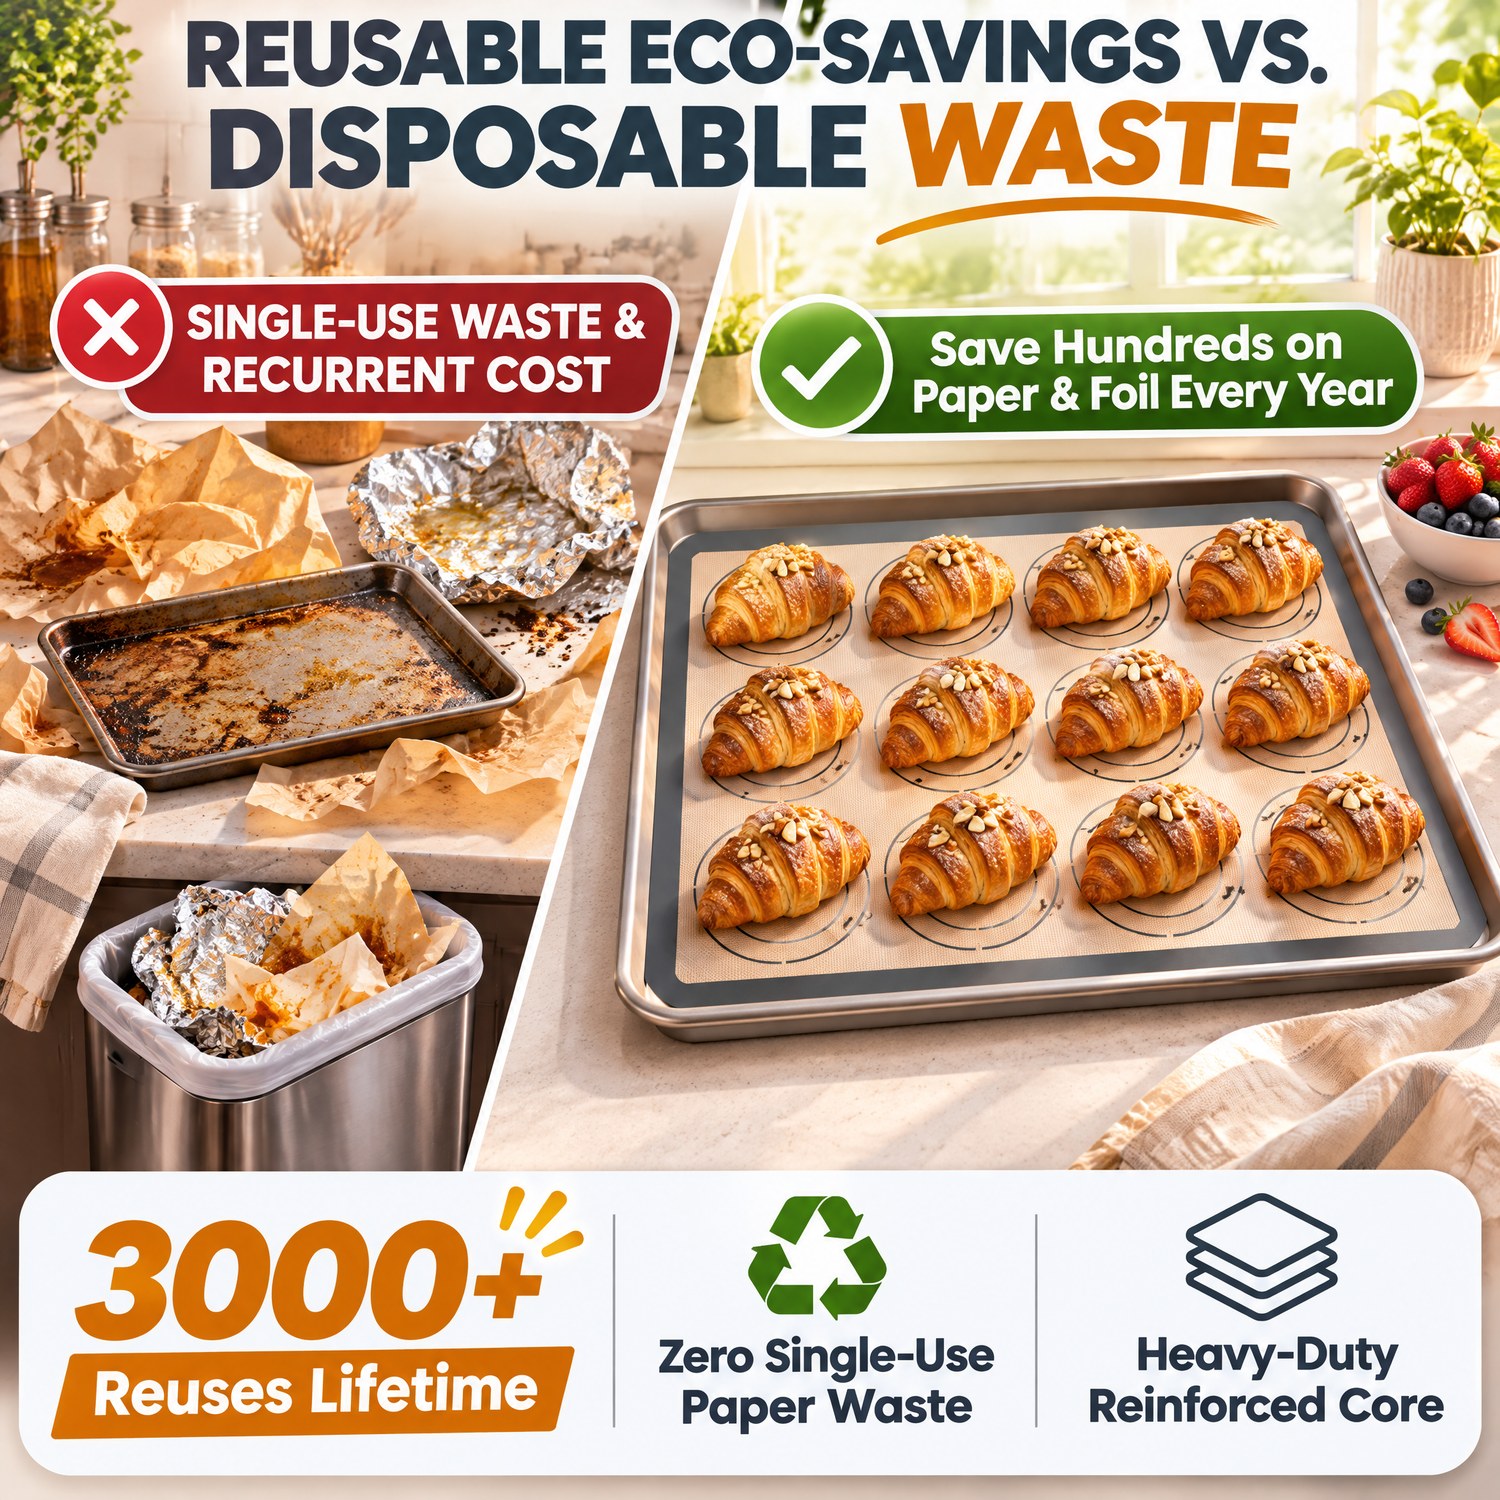 REUSABLE ECO-SAVINGS VS.
DISPOSABLE WASTE
SINGLE-USE WASTE &
RECURRENT COST
Save Hundreds on
Paper & Foil Every Year
3000+
Reuses Lifetime
Zero Single-Use
Paper Waste
Heavy-Duty
Reinforced Core